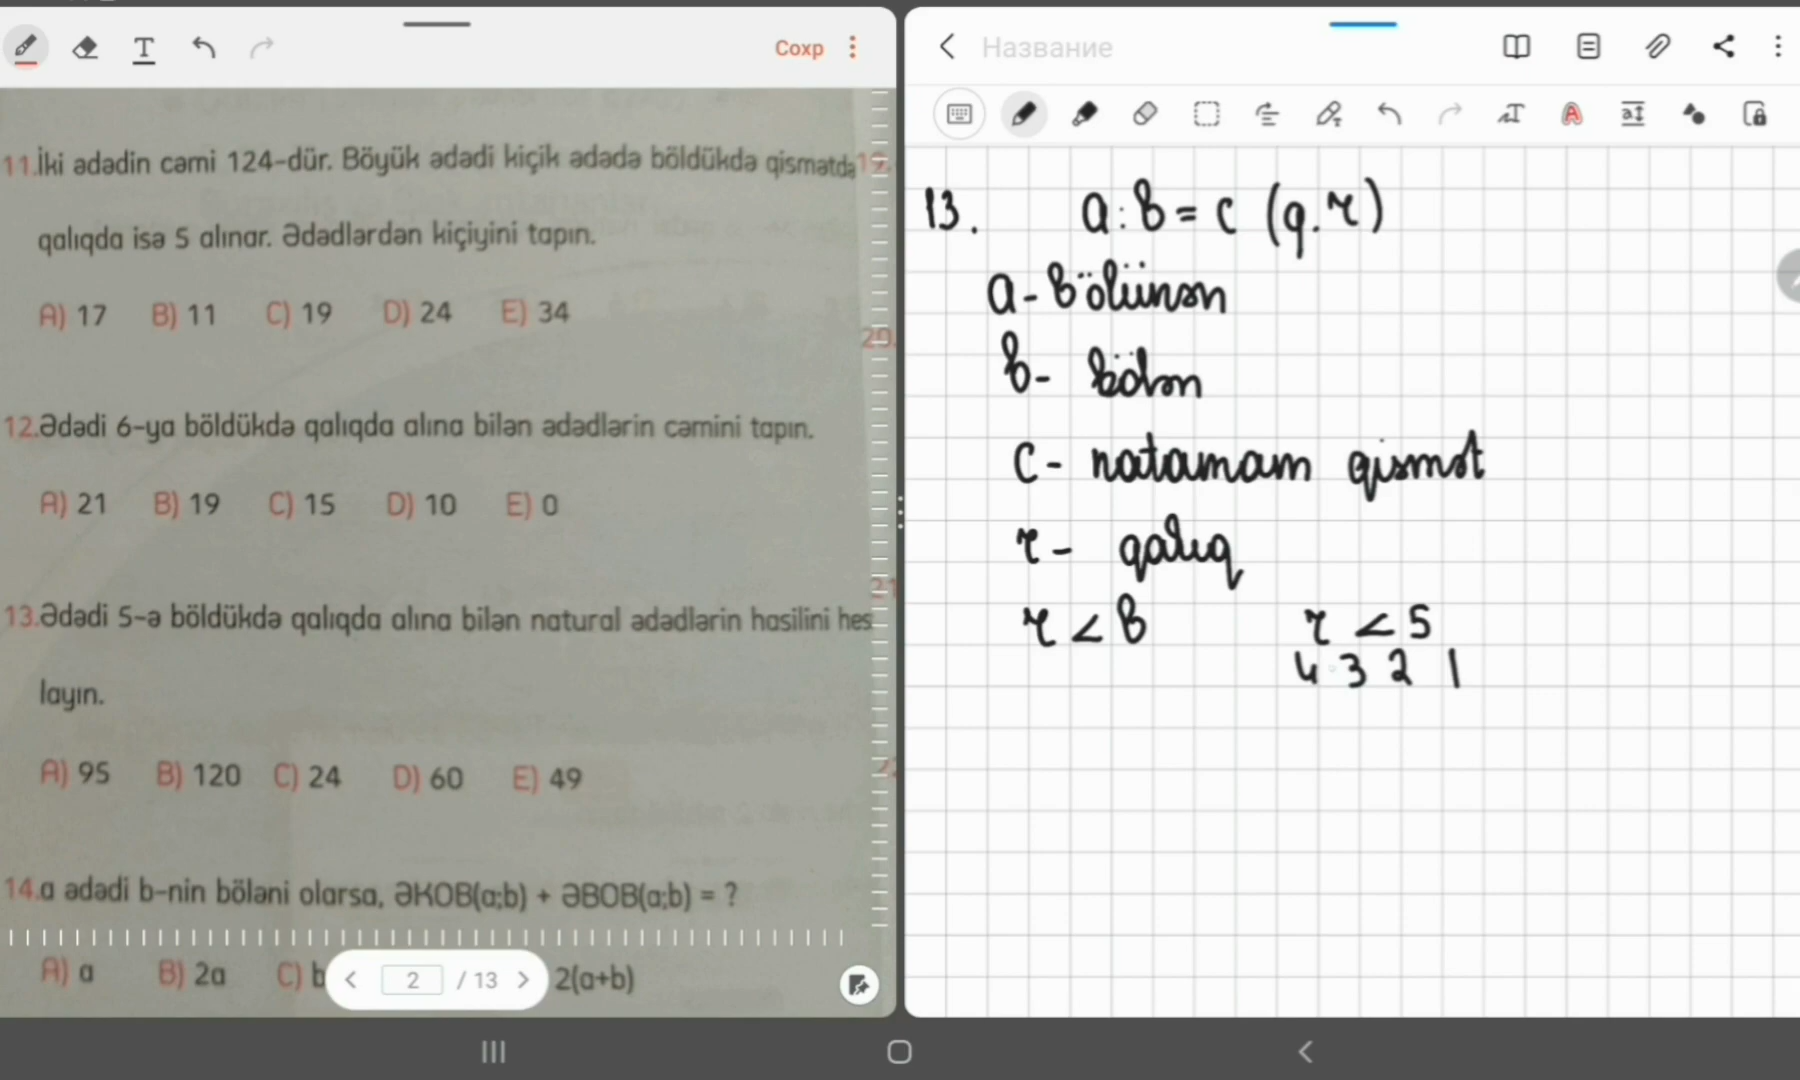 Сохр
11.İki ədədin cəmi 124-dür. Böyük ədədi kiçik ədədə böldükdə qismətdə
qalıqda isə 5 alınar. Ədədlərdən kiçiyini tapın.
A) 17 B) 11 C) 19 D) 24 E) 34
12.Ədədi 6-ya böldükdə qalıqda alına bilən ədədlərin cəmini tapın.
A) 21 B) 19 C) 15 D) 10 E) 0
13.Ədədi 5-ə böldükdə qalıqda alına bilən natural ədədlərin hasilini hes
layın.
A) 95 B) 120 C) 24 D) 60 E) 49
14.a ədədi b-nin böləni olarsa, ƏKOB(a;b) + ƏBOB(a;b) = ?
A) a B) 2a C) b 2(a+b)
2 / 13
19.
20.
21
Название
13. a:b=c (q.r)
a-bölünən
b- bölən
c- natamam qismət
r- qalıq
r < b r < 5
4 3 2 1